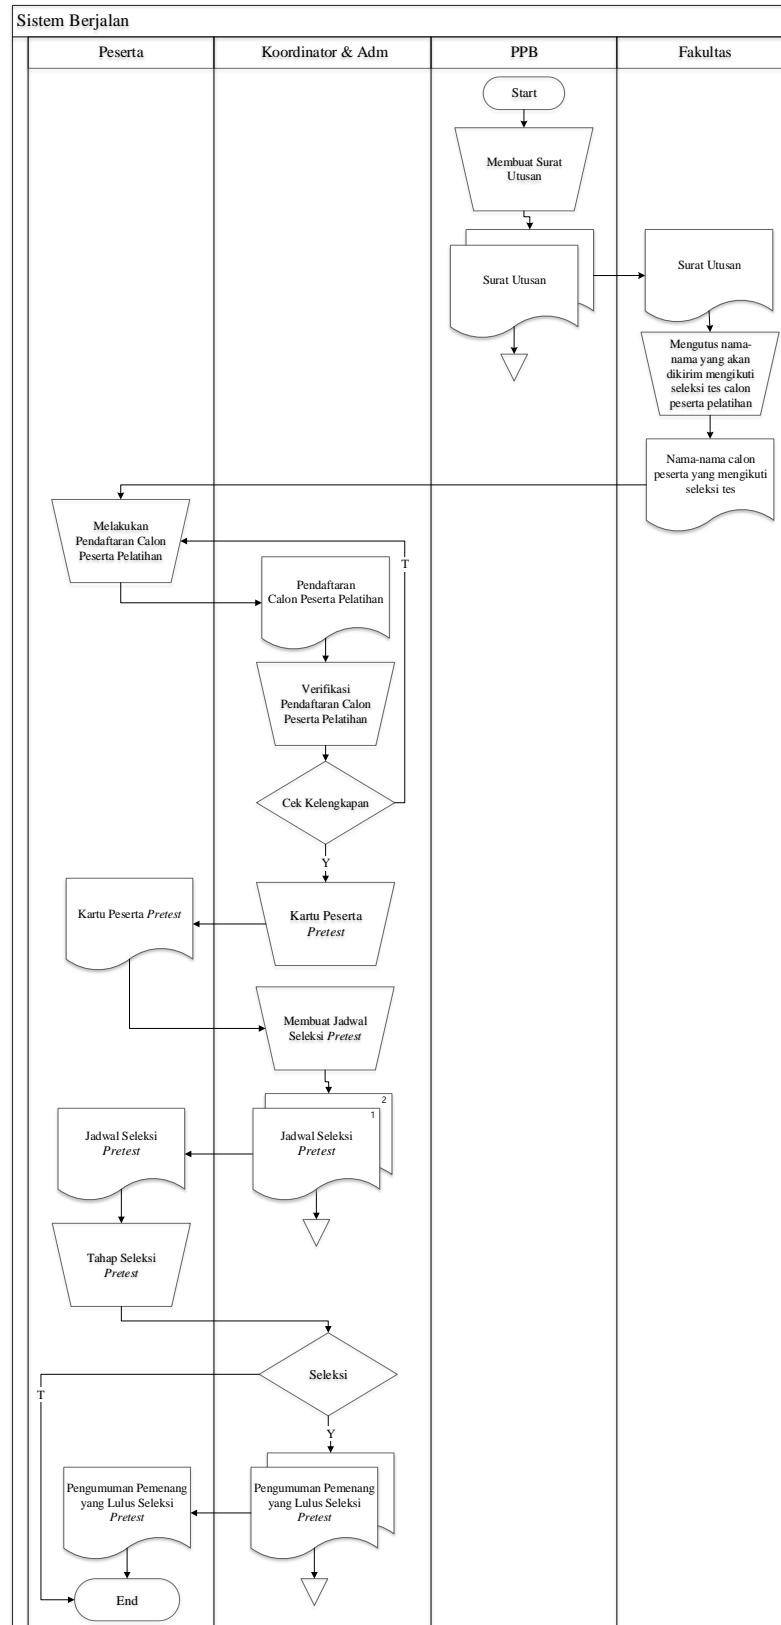 Sistem Berjalan
Peserta
Koordinator & Adm
PPB
Fakultas
Start
Membuat Surat
Utusan
Surat Utusan
Surat Utusan
Mengutus nama-
nama yang akan
dikirim mengikuti
seleksi tes calon
peserta pelatihan
Nama-nama calon
peserta yang mengikuti
seleksi tes
Melakukan
Pendaftaran Calon
Peserta Pelatihan
T
Pendaftaran
Calon Peserta Pelatihan
Verifikasi
Pendaftaran Calon
Peserta Pelatihan
Cek Kelengkapan
Y
Kartu Peserta Pretest
Kartu Peserta
Pretest
Membuat Jadwal
Seleksi Pretest
2
1
Jadwal Seleksi
Pretest
Jadwal Seleksi
Pretest
Tahap Seleksi
Pretest
Seleksi
T
Y
Pengumuman Pemenang
yang Lulus Seleksi
Pretest
Pengumuman Pemenang
yang Lulus Seleksi
Pretest
End